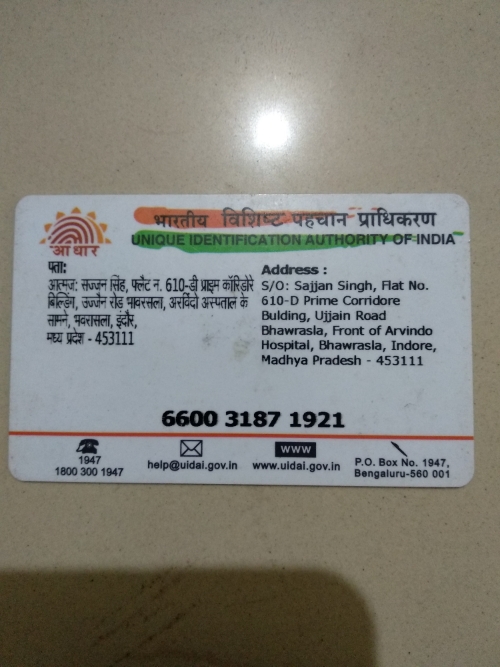 भारतीय विशिष्ट पहचान प्राधिकरण
UNIQUE IDENTIFICATION AUTHORITY OF INDIA
आधार
पता:
आत्मज: सज्जन सिंह, फ्लैट न. 610-डी प्राइम कॉरिडोरे
बिल्डिंग, उज्जैन रोड भावरसला, अरविंदो अस्पताल के
सामने, भवरासला, इंदौर,
मध्य प्रदेश - 453111
Address :
S/O: Sajjan Singh, Flat No.
610-D Prime Corridore
Bulding, Ujjain Road
Bhawrasla, Front of Arvindo
Hospital, Bhawrasla, Indore,
Madhya Pradesh - 453111
6600 3187 1921
1947
1800 300 1947
help@uidai.gov.in
www
www.uidai.gov.in
P.O. Box No. 1947,
Bengaluru-560 001